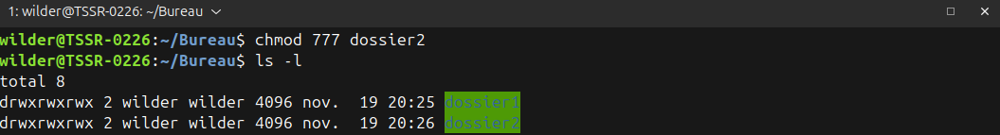 1: wilder@TSSR-0226: ~/Bureau
wilder@TSSR-0226:~/Bureau$ chmod 777 dossier2
wilder@TSSR-0226:~/Bureau$ ls -l
total 8
drwxrwxrwx 2 wilder wilder 4096 nov.  19 20:25 dossier1
drwxrwxrwx 2 wilder wilder 4096 nov.  19 20:26 dossier2